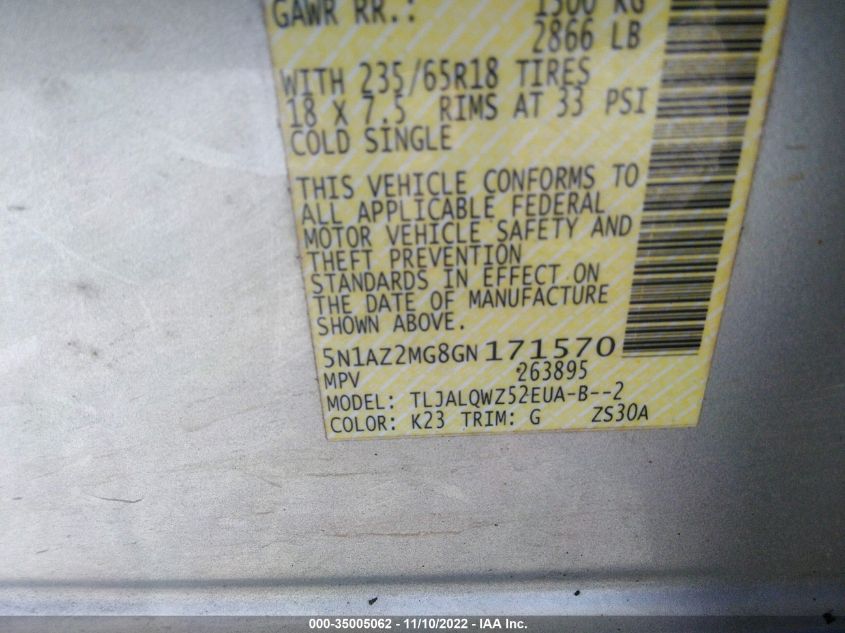 GAWR RR.: 1300 KG
2866 LB
WITH 235/65R18 TIRES
18 X 7.5 RIMS AT 33 PSI
COLD SINGLE
THIS VEHICLE CONFORMS TO
ALL APPLICABLE FEDERAL
MOTOR VEHICLE SAFETY AND
THEFT PREVENTION
STANDARDS IN EFFECT ON
THE DATE OF MANUFACTURE
SHOWN ABOVE.
5N1AZ2MG8GN171570
MPV 263895
MODEL: TLJALQWZ52EUA-B--2
COLOR: K23 TRIM: G ZS30A
000-35005062 - 11/10/2022 - IAA Inc.